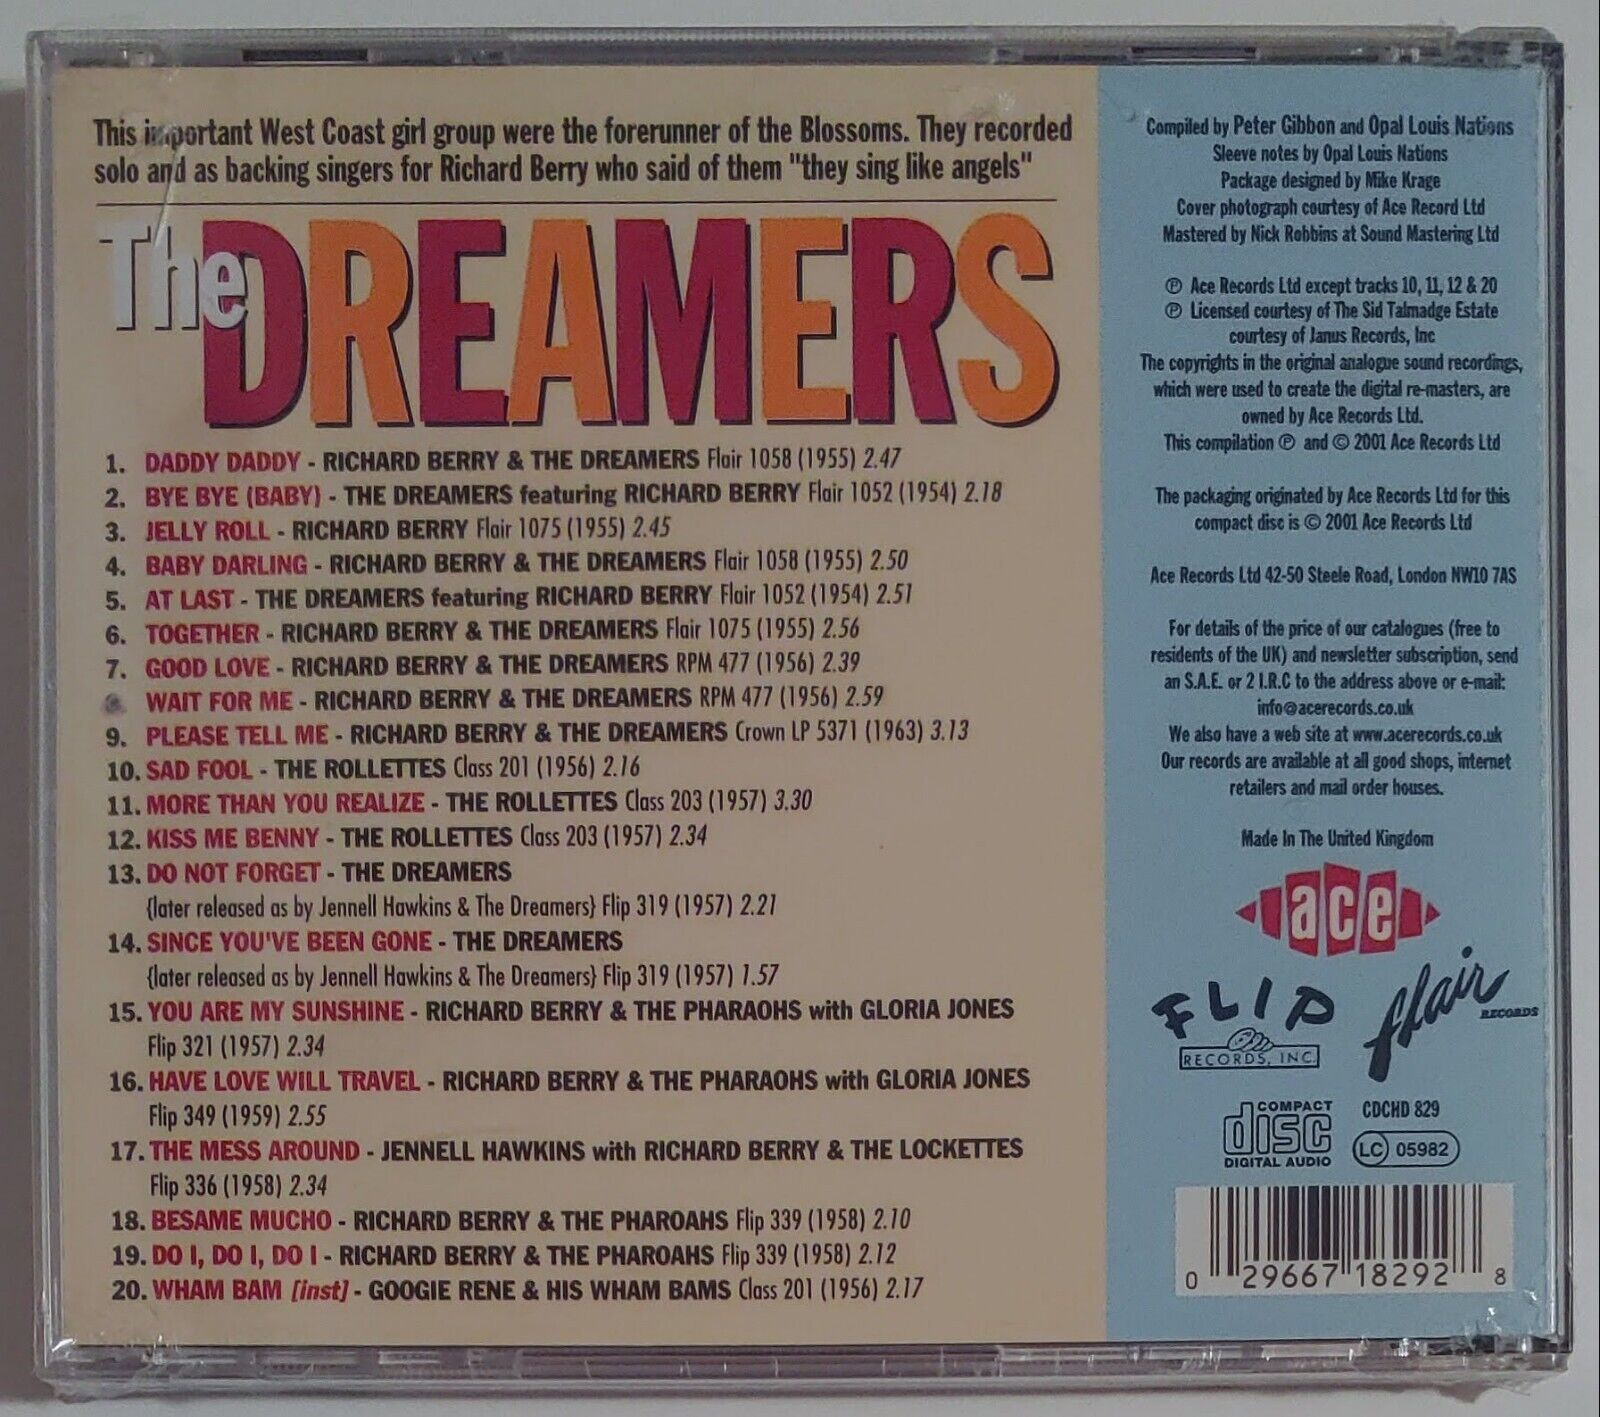 This important West Coast girl group were the forerunner of the Blossoms. They recorded
solo and as backing singers for Richard Berry who said of them "they sing like angels"
The DREAMERS
1. DADDY DADDY - RICHARD BERRY & THE DREAMERS Flair 1058 (1955) 2.47
2. BYE BYE (BABY) - THE DREAMERS featuring RICHARD BERRY Flair 1052 (1954) 2.18
3. JELLY ROLL - RICHARD BERRY Flair 1075 (1955) 2.45
4. BABY DARLING - RICHARD BERRY & THE DREAMERS Flair 1058 (1955) 2.50
5. AT LAST - THE DREAMERS featuring RICHARD BERRY Flair 1052 (1954) 2.51
6. TOGETHER - RICHARD BERRY & THE DREAMERS Flair 1075 (1955) 2.56
7. GOOD LOVE - RICHARD BERRY & THE DREAMERS RPM 477 (1956) 2.39
8. WAIT FOR ME - RICHARD BERRY & THE DREAMERS RPM 477 (1956) 2.59
9. PLEASE TELL ME - RICHARD BERRY & THE DREAMERS Crown LP 5371 (1963) 3.13
10. SAD FOOL - THE ROLLETTES Class 201 (1956) 2.16
11. MORE THAN YOU REALIZE - THE ROLLETTES Class 203 (1957) 3.30
12. KISS ME BENNY - THE ROLLETTES Class 203 (1957) 2.34
13. DO NOT FORGET - THE DREAMERS
{later released as by Jennell Hawkins & The Dreamers} Flip 319 (1957) 2.21
14. SINCE YOU'VE BEEN GONE - THE DREAMERS
{later released as by Jennell Hawkins & The Dreamers} Flip 319 (1957) 1.57
15. YOU ARE MY SUNSHINE - RICHARD BERRY & THE PHARAOHS with GLORIA JONES
Flip 321 (1957) 2.34
16. HAVE LOVE WILL TRAVEL - RICHARD BERRY & THE PHARAOHS with GLORIA JONES
Flip 349 (1959) 2.55
17. THE MESS AROUND - JENNELL HAWKINS with RICHARD BERRY & THE LOCKETTES
Flip 336 (1958) 2.34
18. BESAME MUCHO - RICHARD BERRY & THE PHAROAHS Flip 339 (1958) 2.10
19. DO I, DO I, DO I - RICHARD BERRY & THE PHAROAHS Flip 339 (1958) 2.12
20. WHAM BAM [inst] - GOOGIE RENE & HIS WHAM BAMS Class 201 (1956) 2.17
Compiled by Peter Gibbon and Opal Louis Nations
Sleeve notes by Opal Louis Nations
Package designed by Mike Krage
Cover photograph courtesy of Ace Record Ltd
Mastered by Nick Robbins at Sound Mastering Ltd
℗ Ace Records Ltd except tracks 10, 11, 12 & 20
℗ Licensed courtesy of The Sid Talmadge Estate
courtesy of Janus Records, Inc
The copyrights in the original analogue sound recordings,
which were used to create the digital re-masters, are
owned by Ace Records Ltd.
This compilation ℗ and © 2001 Ace Records Ltd
The packaging originated by Ace Records Ltd for this
compact disc is © 2001 Ace Records Ltd
Ace Records Ltd 42-50 Steele Road, London NW10 7AS
For details of the price of our catalogues (free to
residents of the UK) and newsletter subscription, send
an S.A.E. or 2 I.R.C to the address above or e-mail:
info@acerecords.co.uk
We also have a web site at www.acerecords.co.uk
Our records are available at all good shops, internet
retailers and mail order houses.
Made In The United Kingdom
ace
FLIP
RECORDS, INC.
flair
RECORDS
COMPACT
disc
DIGITAL AUDIO
CDCHD 829
LC 05982
0 29667 18292 8